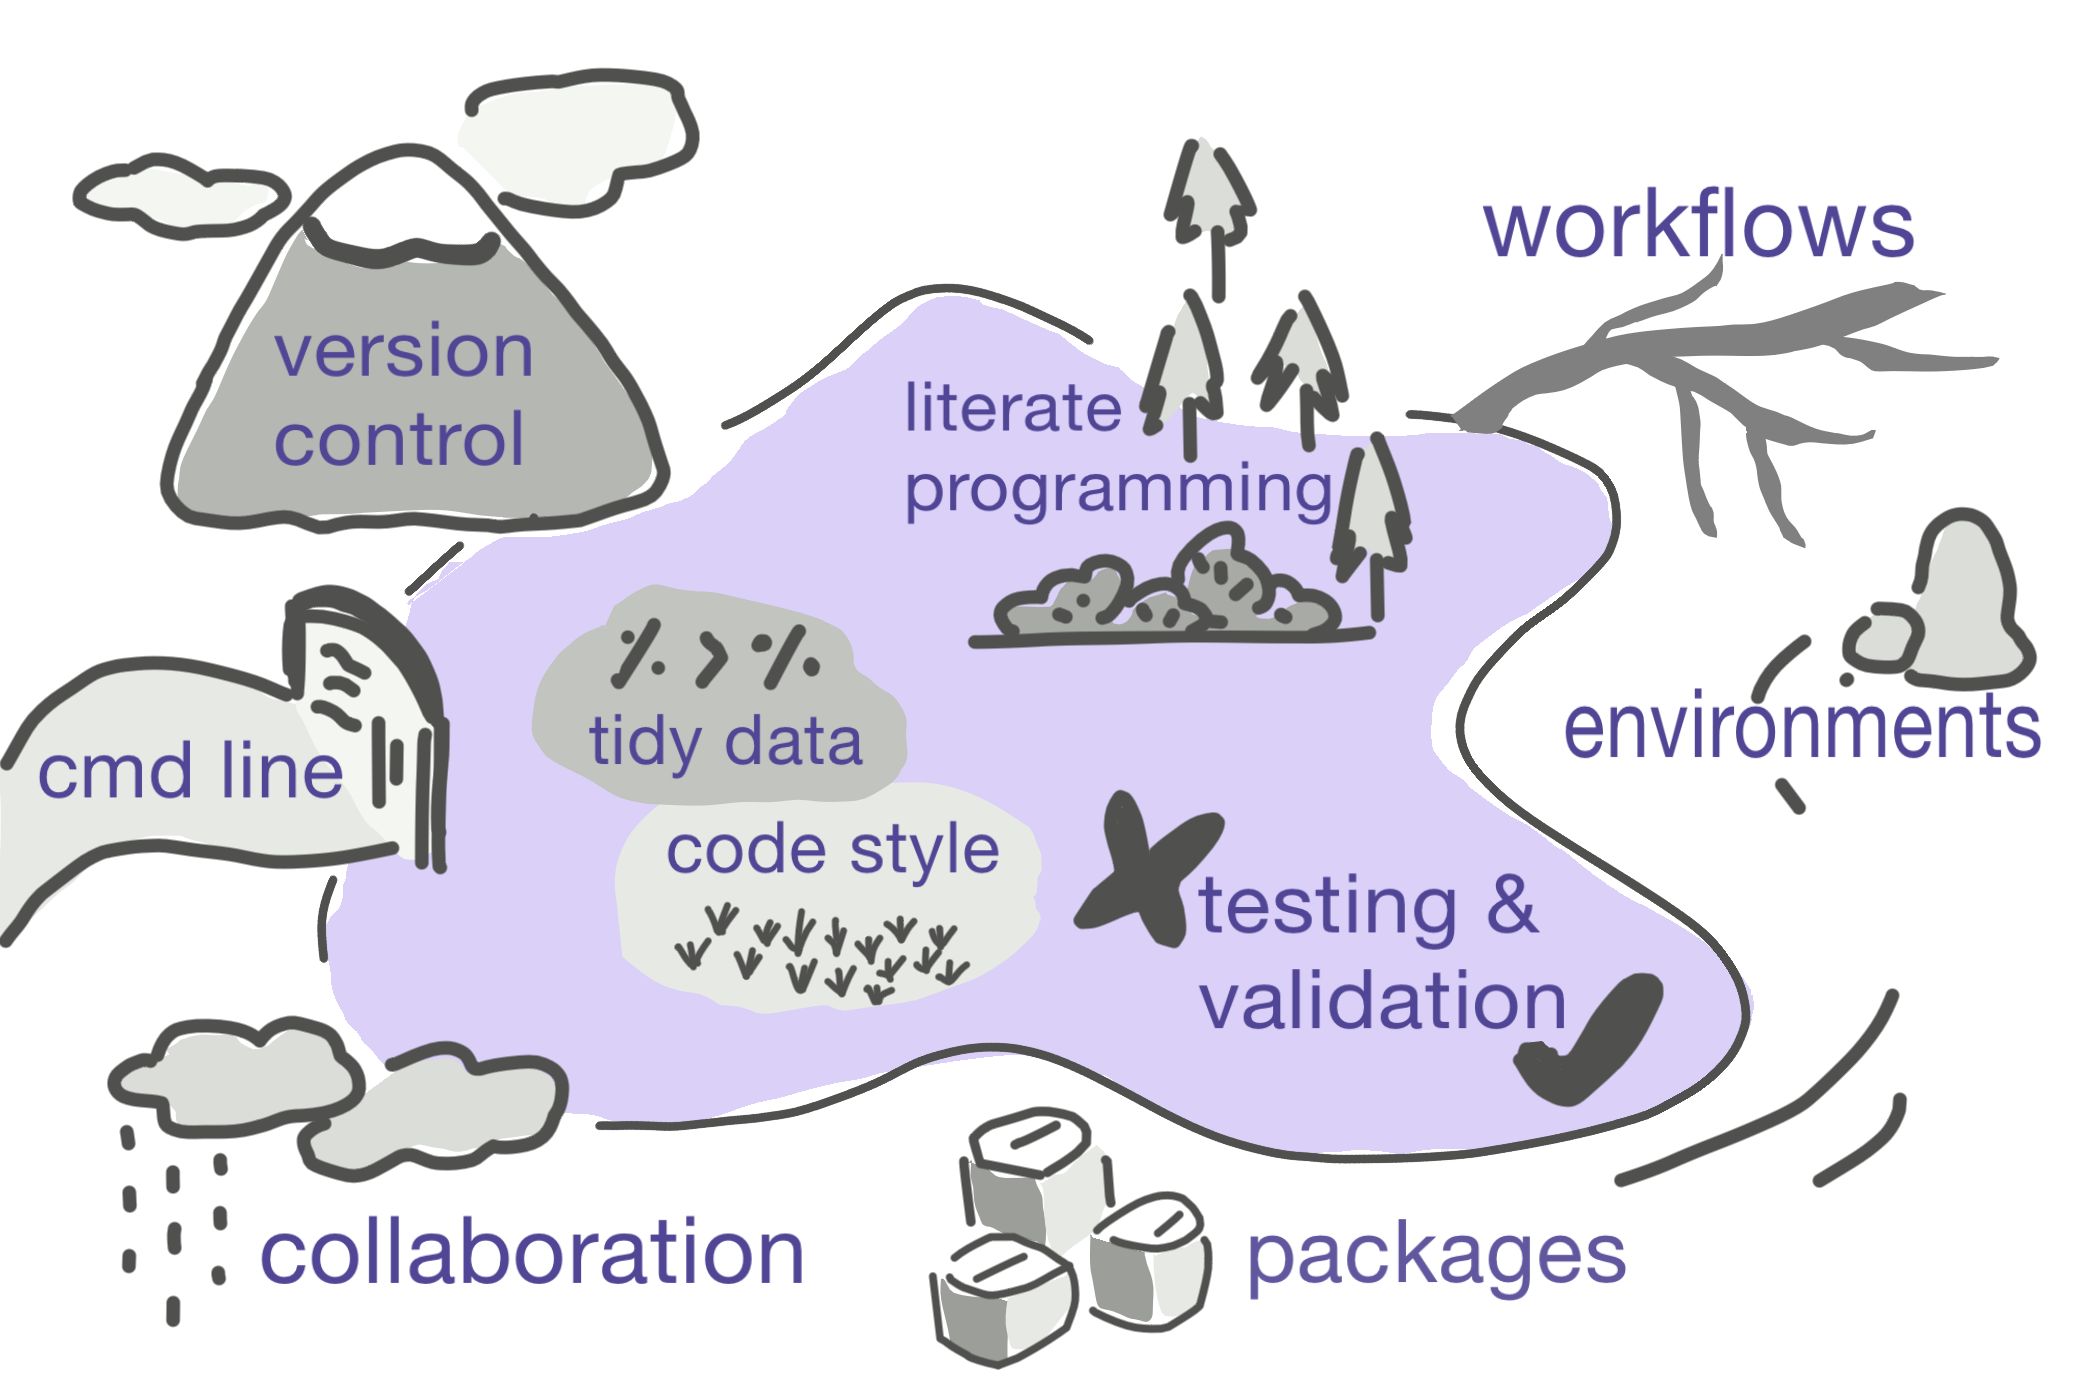 workflows
version
control
literate
programming
% > %
tidy data
environments
cmd line
code style
testing &
validation
collaboration
packages